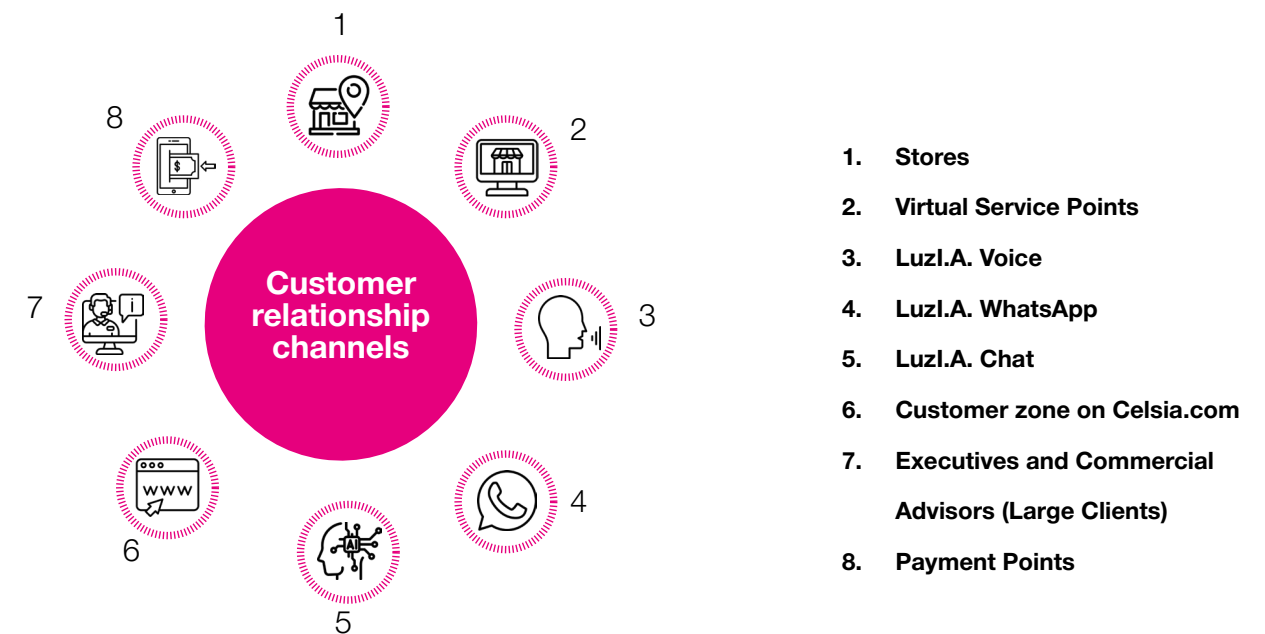 1
2
3
4
5
6
7
8
Customer
relationship
channels
$
i
www
AI
1. Stores
2. Virtual Service Points
3. LuzI.A. Voice
4. LuzI.A. WhatsApp
5. LuzI.A. Chat
6. Customer zone on Celsia.com
7. Executives and Commercial
Advisors (Large Clients)
8. Payment Points